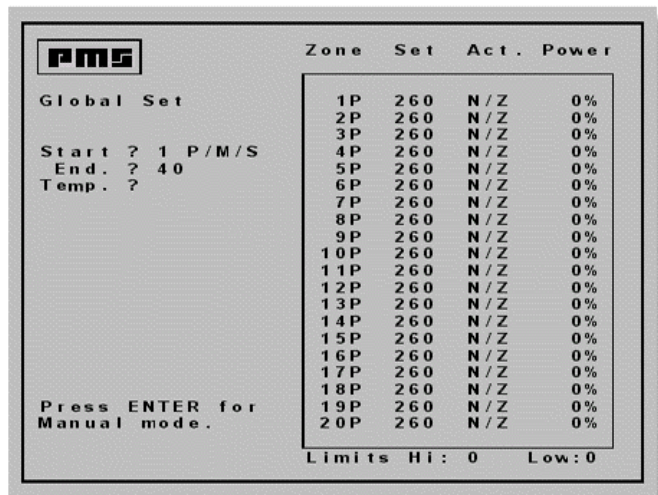 pms
Zone Set Act. Power
Global Set
Start ? 1 P/M/S
End. ? 40
Temp. ?
Press ENTER for
Manual mode.
1P 260 N/Z 0%
2P 260 N/Z 0%
3P 260 N/Z 0%
4P 260 N/Z 0%
5P 260 N/Z 0%
6P 260 N/Z 0%
7P 260 N/Z 0%
8P 260 N/Z 0%
9P 260 N/Z 0%
10P 260 N/Z 0%
11P 260 N/Z 0%
12P 260 N/Z 0%
13P 260 N/Z 0%
14P 260 N/Z 0%
15P 260 N/Z 0%
16P 260 N/Z 0%
17P 260 N/Z 0%
18P 260 N/Z 0%
19P 260 N/Z 0%
20P 260 N/Z 0%
Limits Hi: 0 Low:0